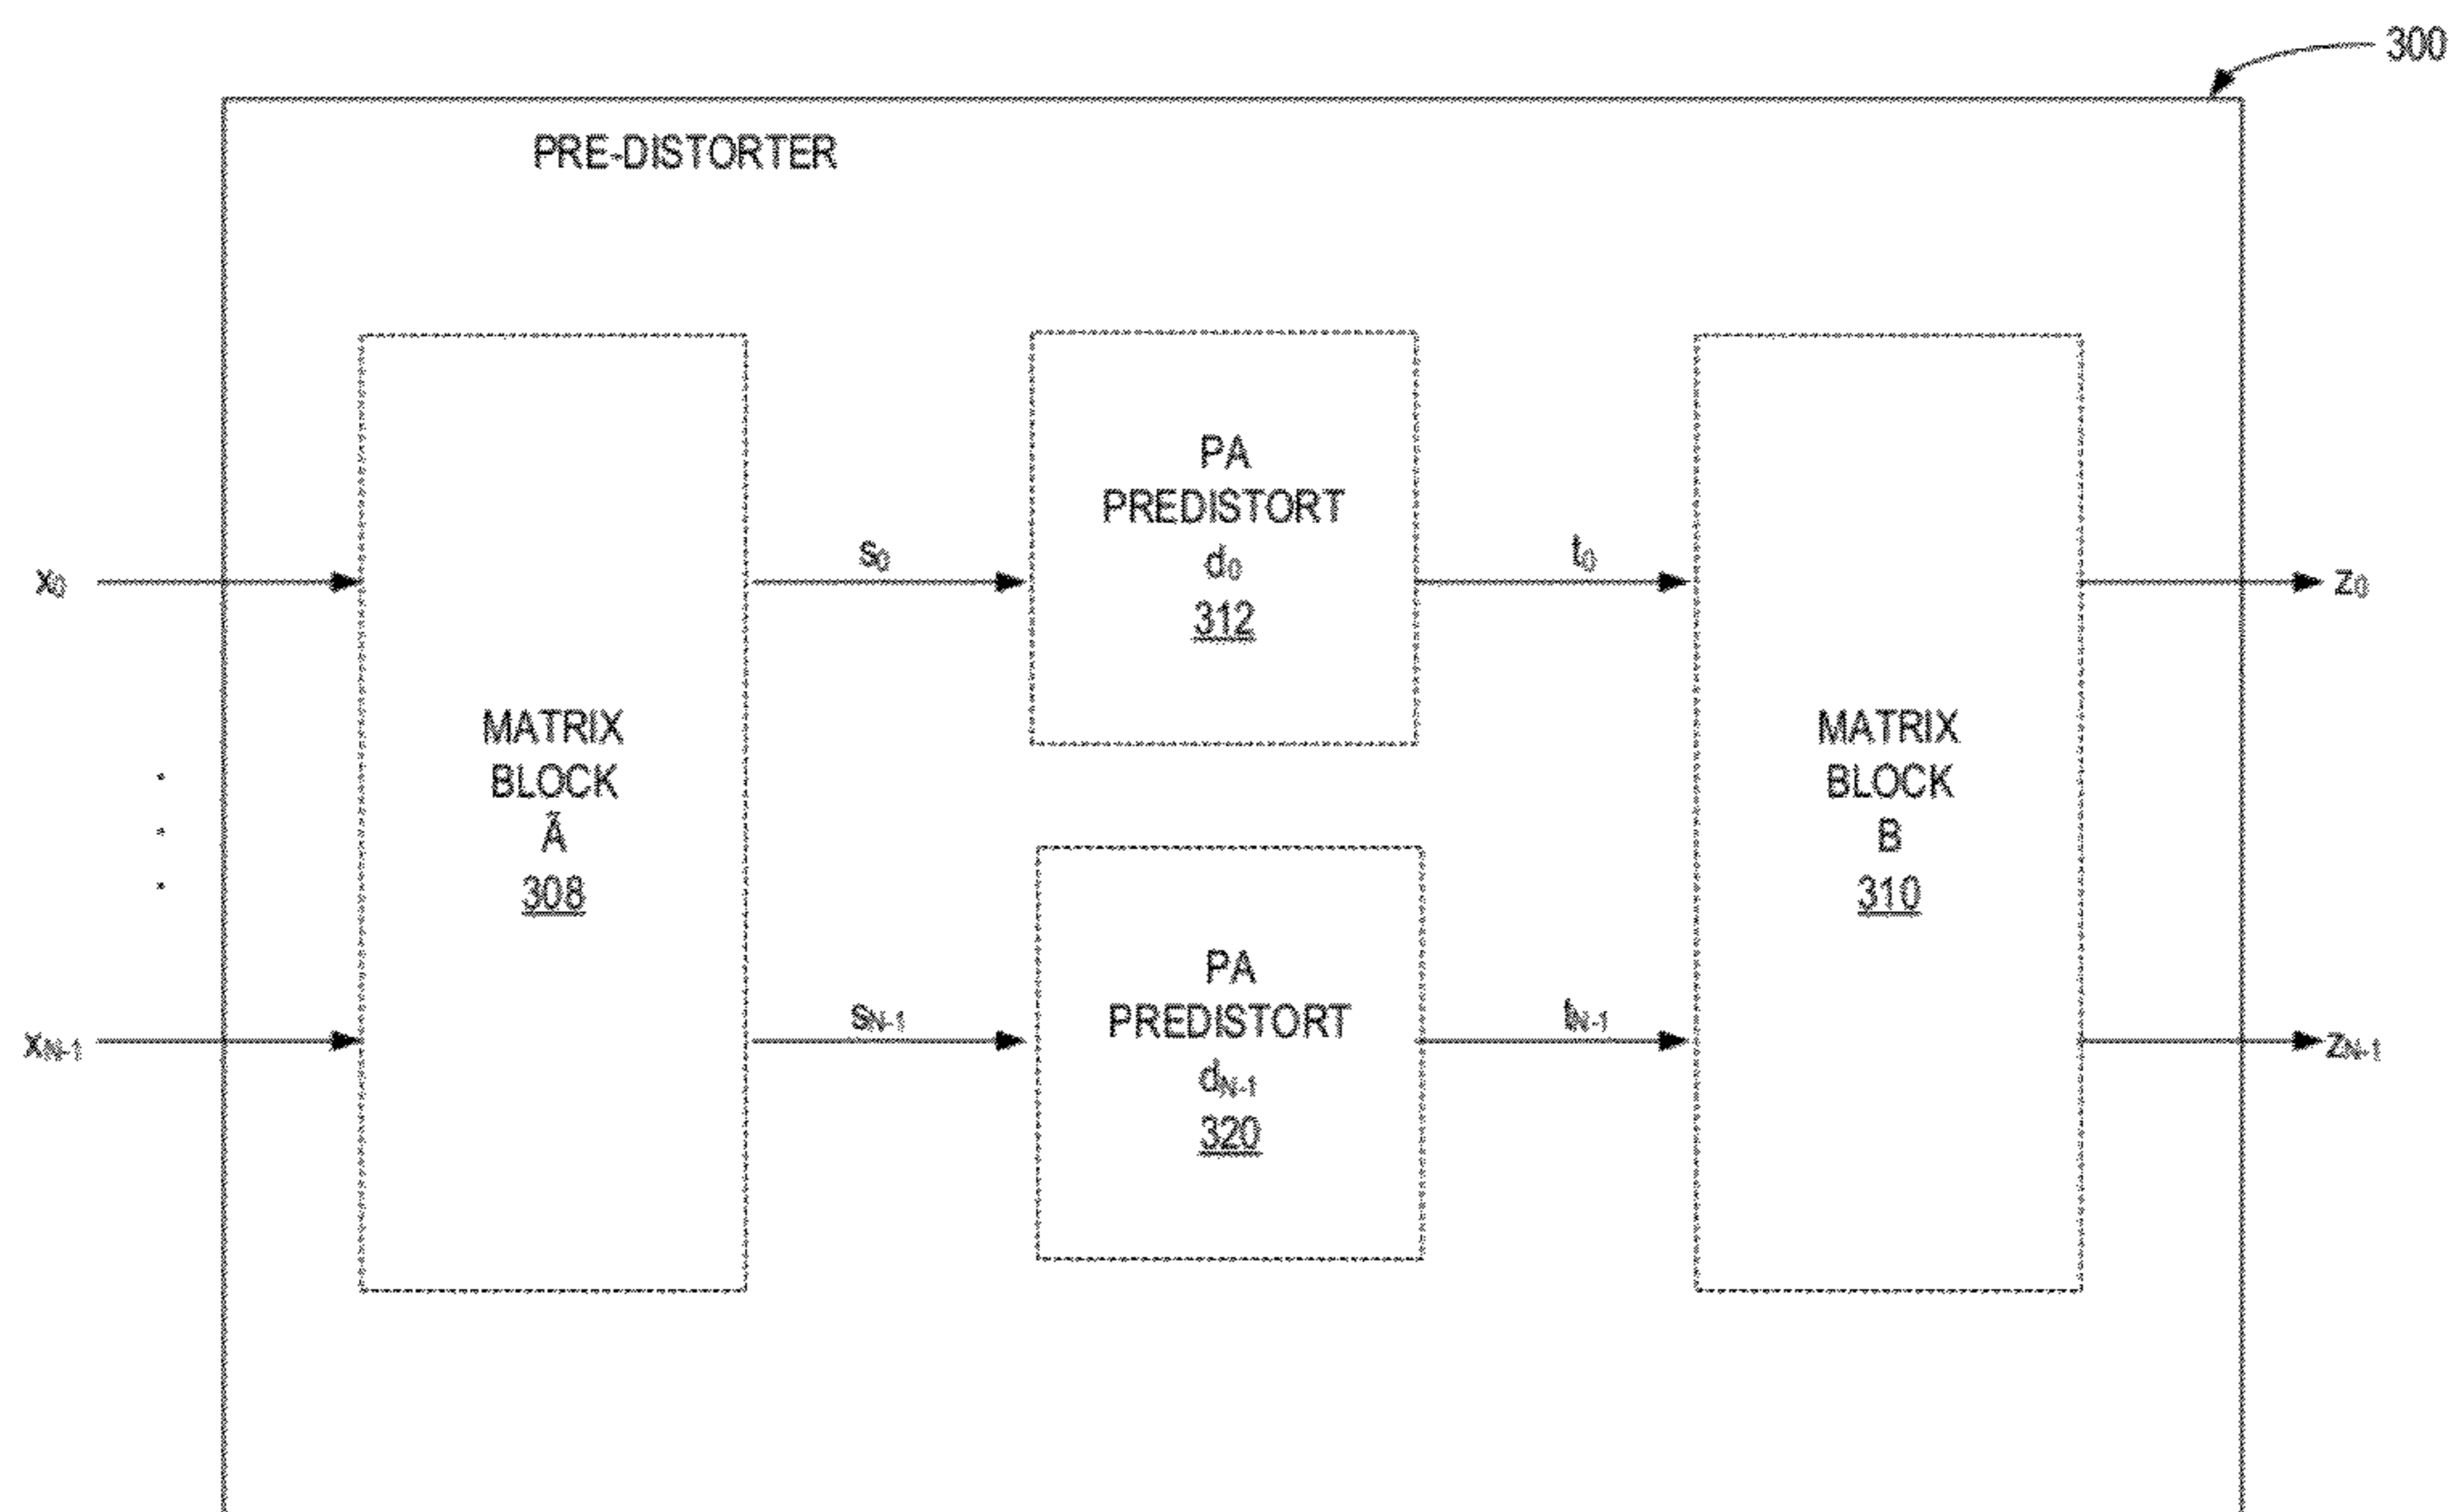 300
PRE-DISTORTER
PA
PREDISTORT
d₀
312
x₀
s₀
t₀
z₀
MATRIX
BLOCK
Ã
308
MATRIX
BLOCK
B
310
PA
PREDISTORT
dN-1
320
xN-1
sN-1
tN-1
zN-1